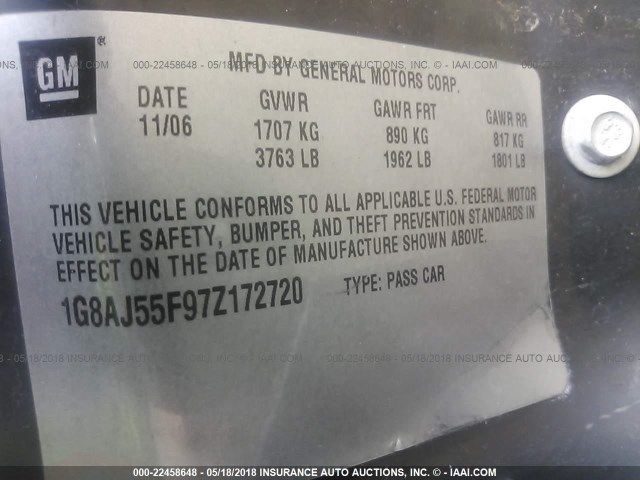 GM®
MFD BY GENERAL MOTORS CORP.
DATE GVWR GAWR FRT GAWR RR
11/06 1707 KG 890 KG 817 KG
3763 LB 1962 LB 1801 LB
THIS VEHICLE CONFORMS TO ALL APPLICABLE U.S. FEDERAL MOTOR
VEHICLE SAFETY, BUMPER, AND THEFT PREVENTION STANDARDS IN
EFFECT ON THE DATE OF MANUFACTURE SHOWN ABOVE.
1G8AJ55F97Z172720 TYPE: PASS CAR
000-22458648 - 05/18/2018 INSURANCE AUTO AUCTIONS, INC. © - IAAI.COM